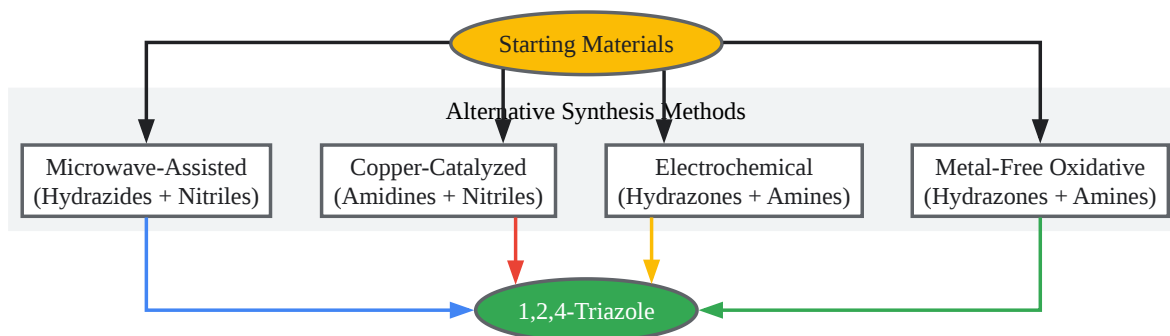 Starting Materials
Alternative Synthesis Methods
Microwave-Assisted
(Hydrazides + Nitriles)
Copper-Catalyzed
(Amidines + Nitriles)
Electrochemical
(Hydrazones + Amines)
Metal-Free Oxidative
(Hydrazones + Amines)
1,2,4-Triazole